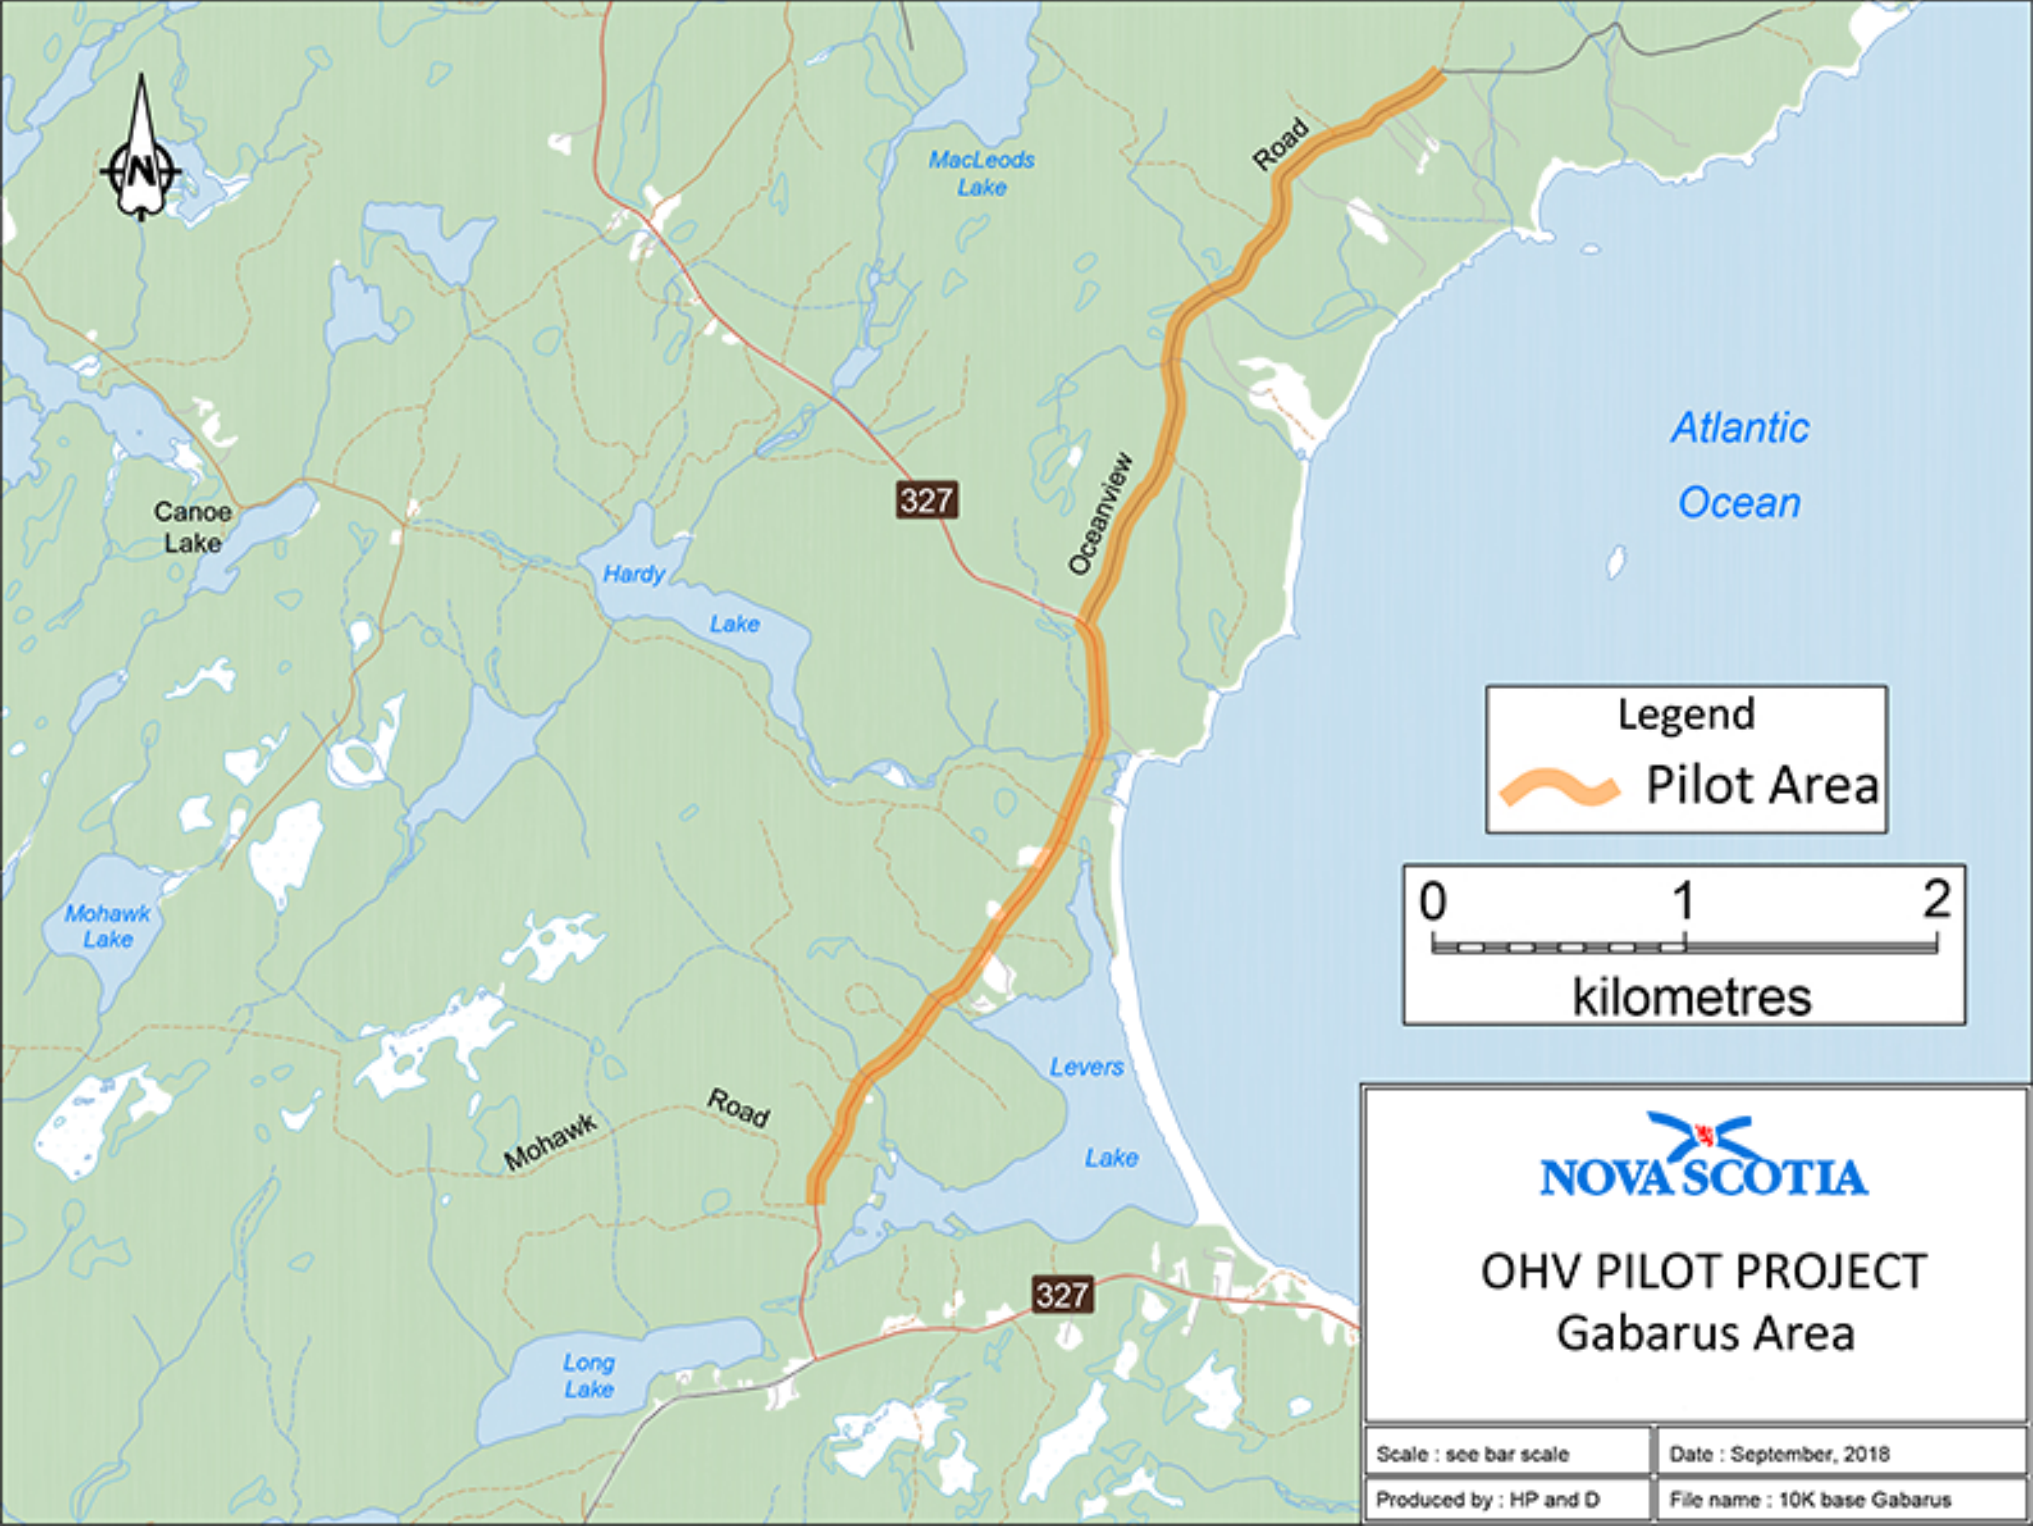 N
MacLeods
Lake
Road
Atlantic
Ocean
327
Oceanview
Canoe
Lake
Hardy
Lake
Legend
Pilot Area
0 1 2
kilometres
Mohawk
Lake
Levers
Lake
Mohawk Road
327
Long
Lake
NOVA SCOTIA
OHV PILOT PROJECT
Gabarus Area
Scale : see bar scale
Date : September, 2018
Produced by : HP and D
File name : 10K base Gabarus